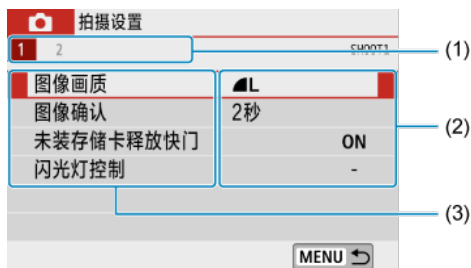 拍摄设置
1 2 SHOOT1 (1)
图像画质 L
图像确认 2秒 (2)
未装存储卡释放快门 ON
闪光灯控制 -
(3)
MENU